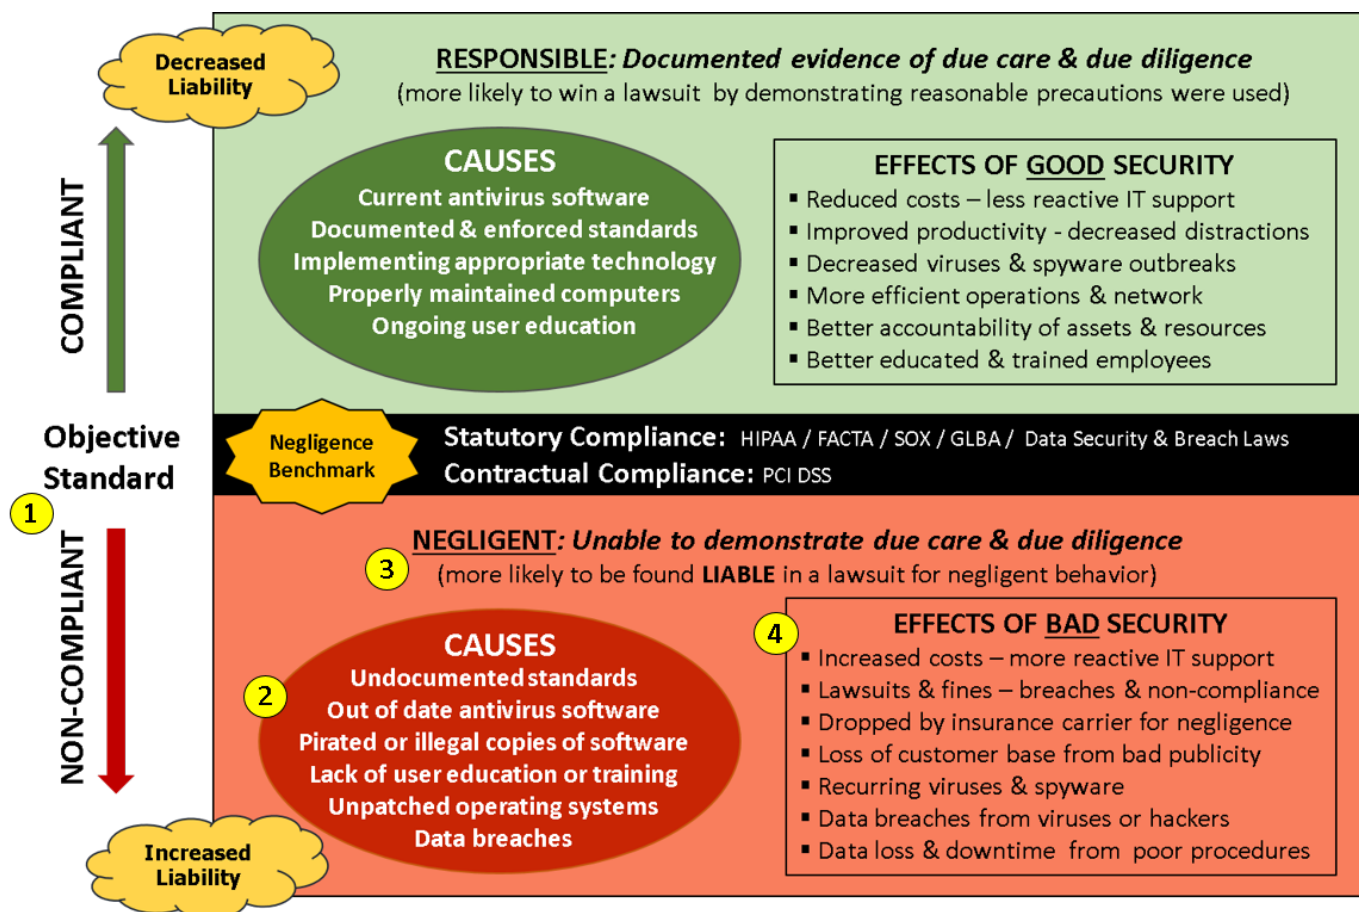 Decreased
Liability
RESPONSIBLE: Documented evidence of due care & due diligence
(more likely to win a lawsuit by demonstrating reasonable precautions were used)
COMPLIANT
CAUSES
Current antivirus software
Documented & enforced standards
Implementing appropriate technology
Properly maintained computers
Ongoing user education
EFFECTS OF GOOD SECURITY
▪ Reduced costs – less reactive IT support
▪ Improved productivity - decreased distractions
▪ Decreased viruses & spyware outbreaks
▪ More efficient operations & network
▪ Better accountability of assets & resources
▪ Better educated & trained employees
Objective
Standard
Negligence
Benchmark
Statutory Compliance: HIPAA / FACTA / SOX / GLBA / Data Security & Breach Laws
Contractual Compliance: PCI DSS
1
NON-COMPLIANT
3
NEGLIGENT: Unable to demonstrate due care & due diligence
(more likely to be found LIABLE in a lawsuit for negligent behavior)
2
CAUSES
Undocumented standards
Out of date antivirus software
Pirated or illegal copies of software
Lack of user education or training
Unpatched operating systems
Data breaches
4
EFFECTS OF BAD SECURITY
▪ Increased costs – more reactive IT support
▪ Lawsuits & fines – breaches & non-compliance
▪ Dropped by insurance carrier for negligence
▪ Loss of customer base from bad publicity
▪ Recurring viruses & spyware
▪ Data breaches from viruses or hackers
▪ Data loss & downtime from poor procedures
Increased
Liability